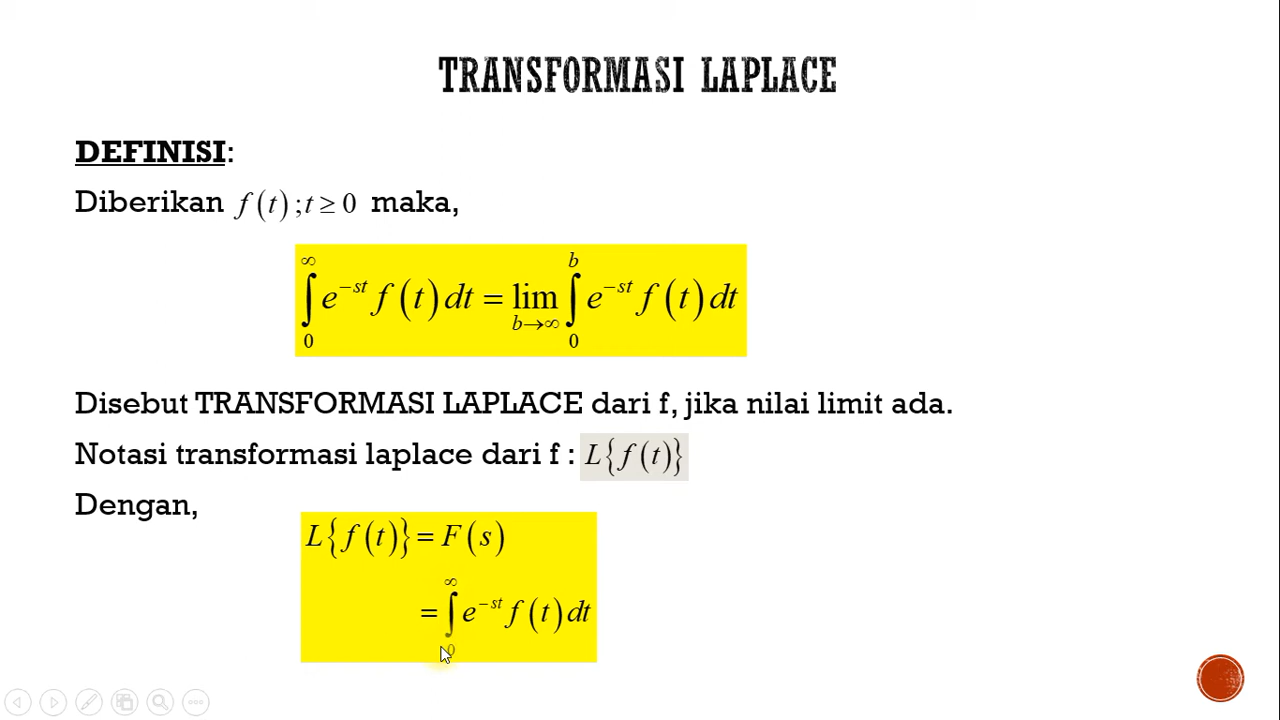 TRANSFORMASI LAPLACE
DEFINISI:
Diberikan f(t) ; t ≥ 0 maka,
∫₀^∞ e^{-st} f(t) dt = lim_{b→∞} ∫₀^b e^{-st} f(t) dt
Disebut TRANSFORMASI LAPLACE dari f, jika nilai limit ada.
Notasi transformasi laplace dari f : L{f(t)}
Dengan,
L{f(t)} = F(s)
= ∫₀^∞ e^{-st} f(t) dt